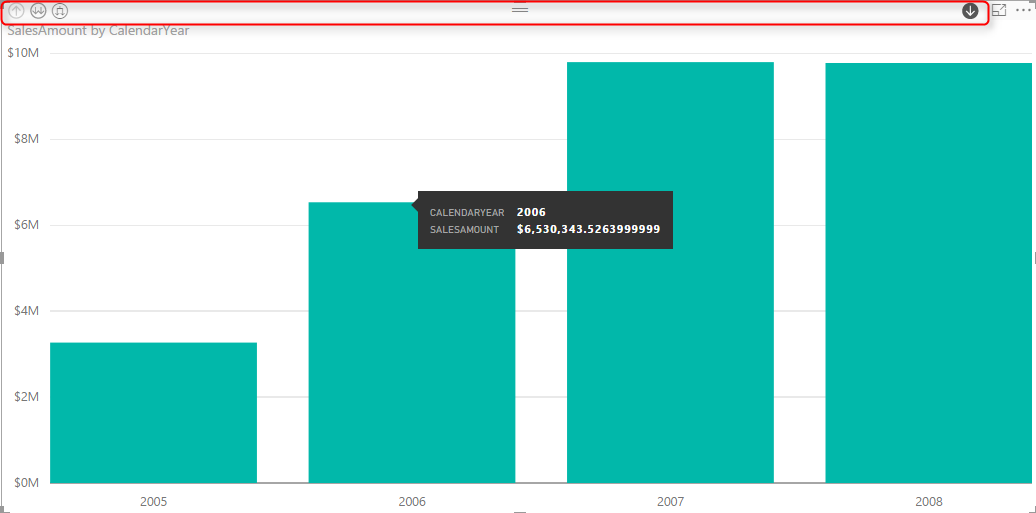 SalesAmount by CalendarYear
$10M
$8M
$6M
$4M
$2M
$0M
CALENDARYEAR 2006
SALESAMOUNT $6,530,343.5263999999
2005 2006 2007 2008